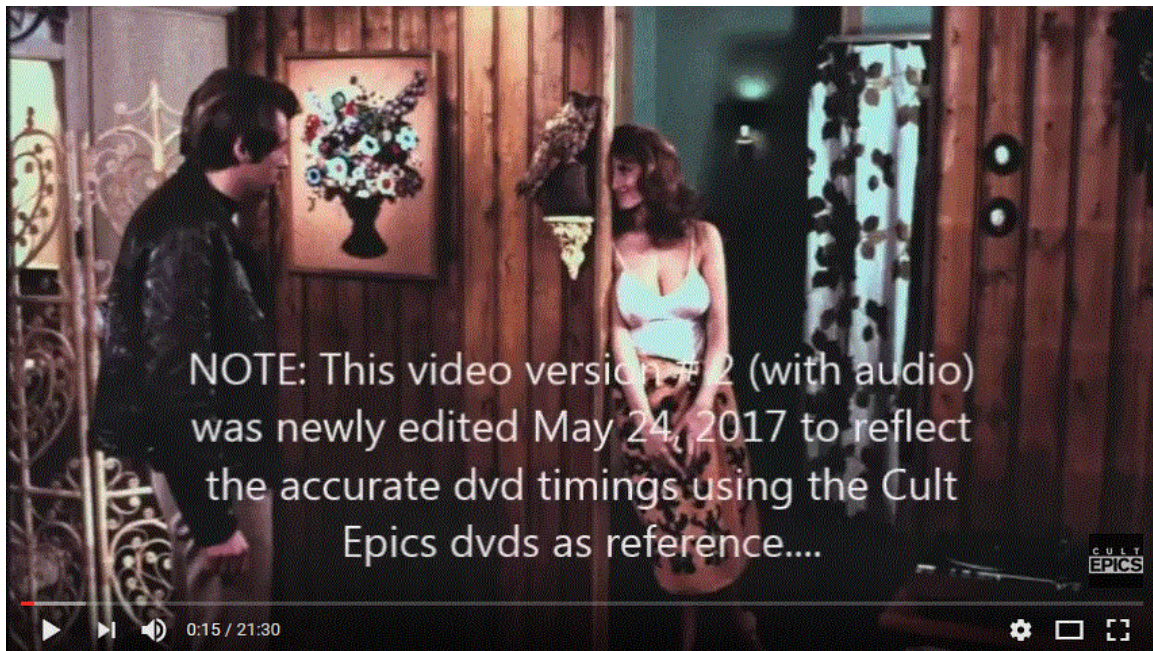 NOTE: This video version # 2 (with audio)
was newly edited May 24, 2017 to reflect
the accurate dvd timings using the Cult
Epics dvds as reference....
CULT
EPICS
0:15 / 21:30